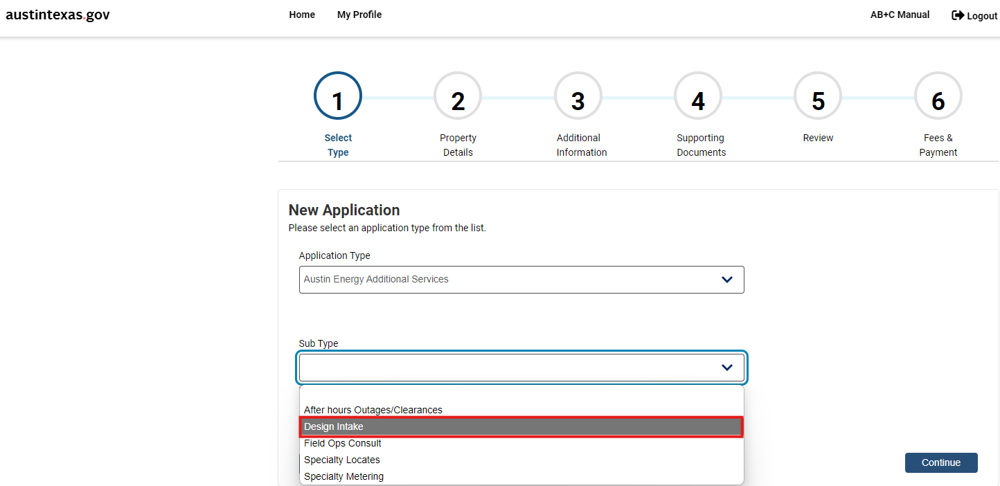 austintexas.gov
Home My Profile AB+C Manual Logout
1 2 3 4 5 6
Select Property Additional Supporting Review Fees &
Type Details Information Documents Payment
New Application
Please select an application type from the list.
Application Type
Austin Energy Additional Services
Sub Type
After hours Outages/Clearances
Design Intake
Field Ops Consult
Specialty Locates
Specialty Metering
Continue